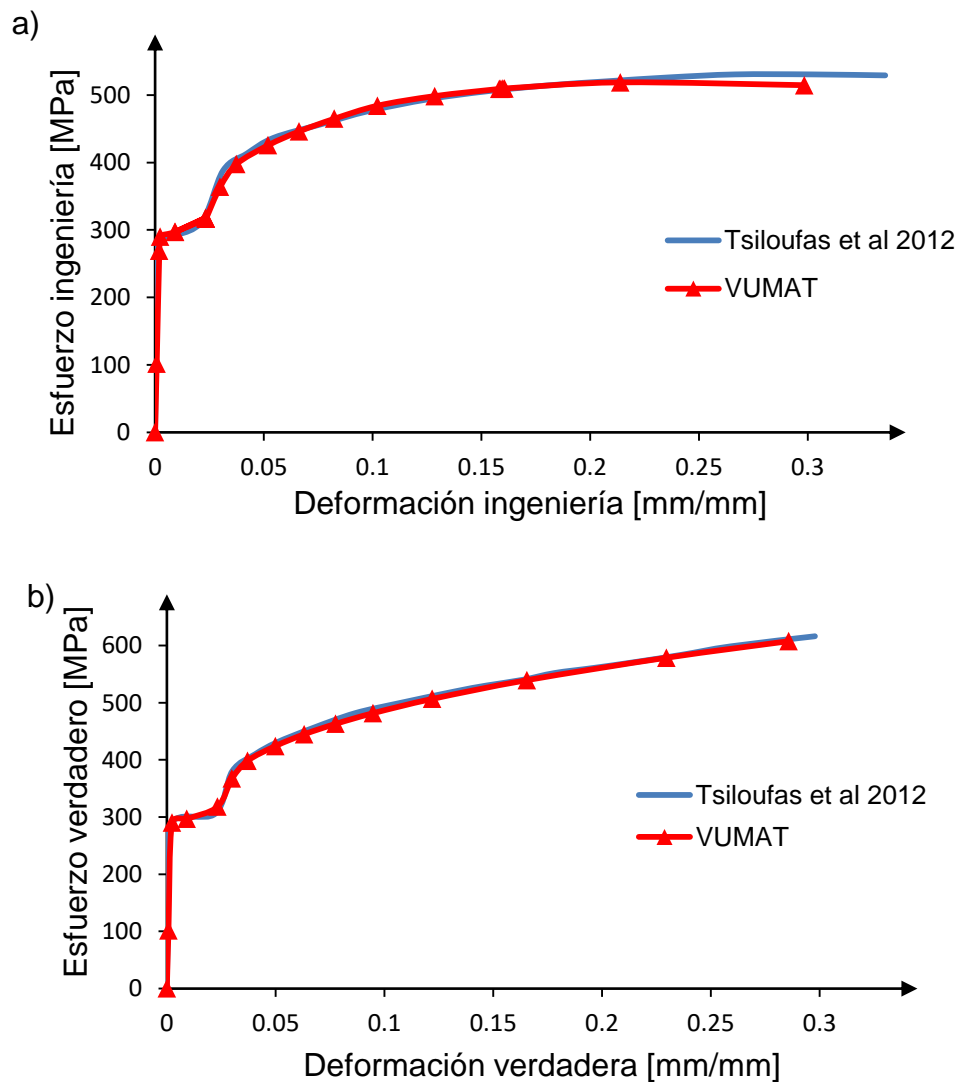 a)
Esfuerzo ingeniería [MPa]
500
400
300
200
100
0
0 0.05 0.1 0.15 0.2 0.25 0.3
Deformación ingeniería [mm/mm]
Tsiloufas et al 2012
VUMAT
b)
Esfuerzo verdadero [MPa]
600
500
400
300
200
100
0
0 0.05 0.1 0.15 0.2 0.25 0.3
Deformación verdadera [mm/mm]
Tsiloufas et al 2012
VUMAT